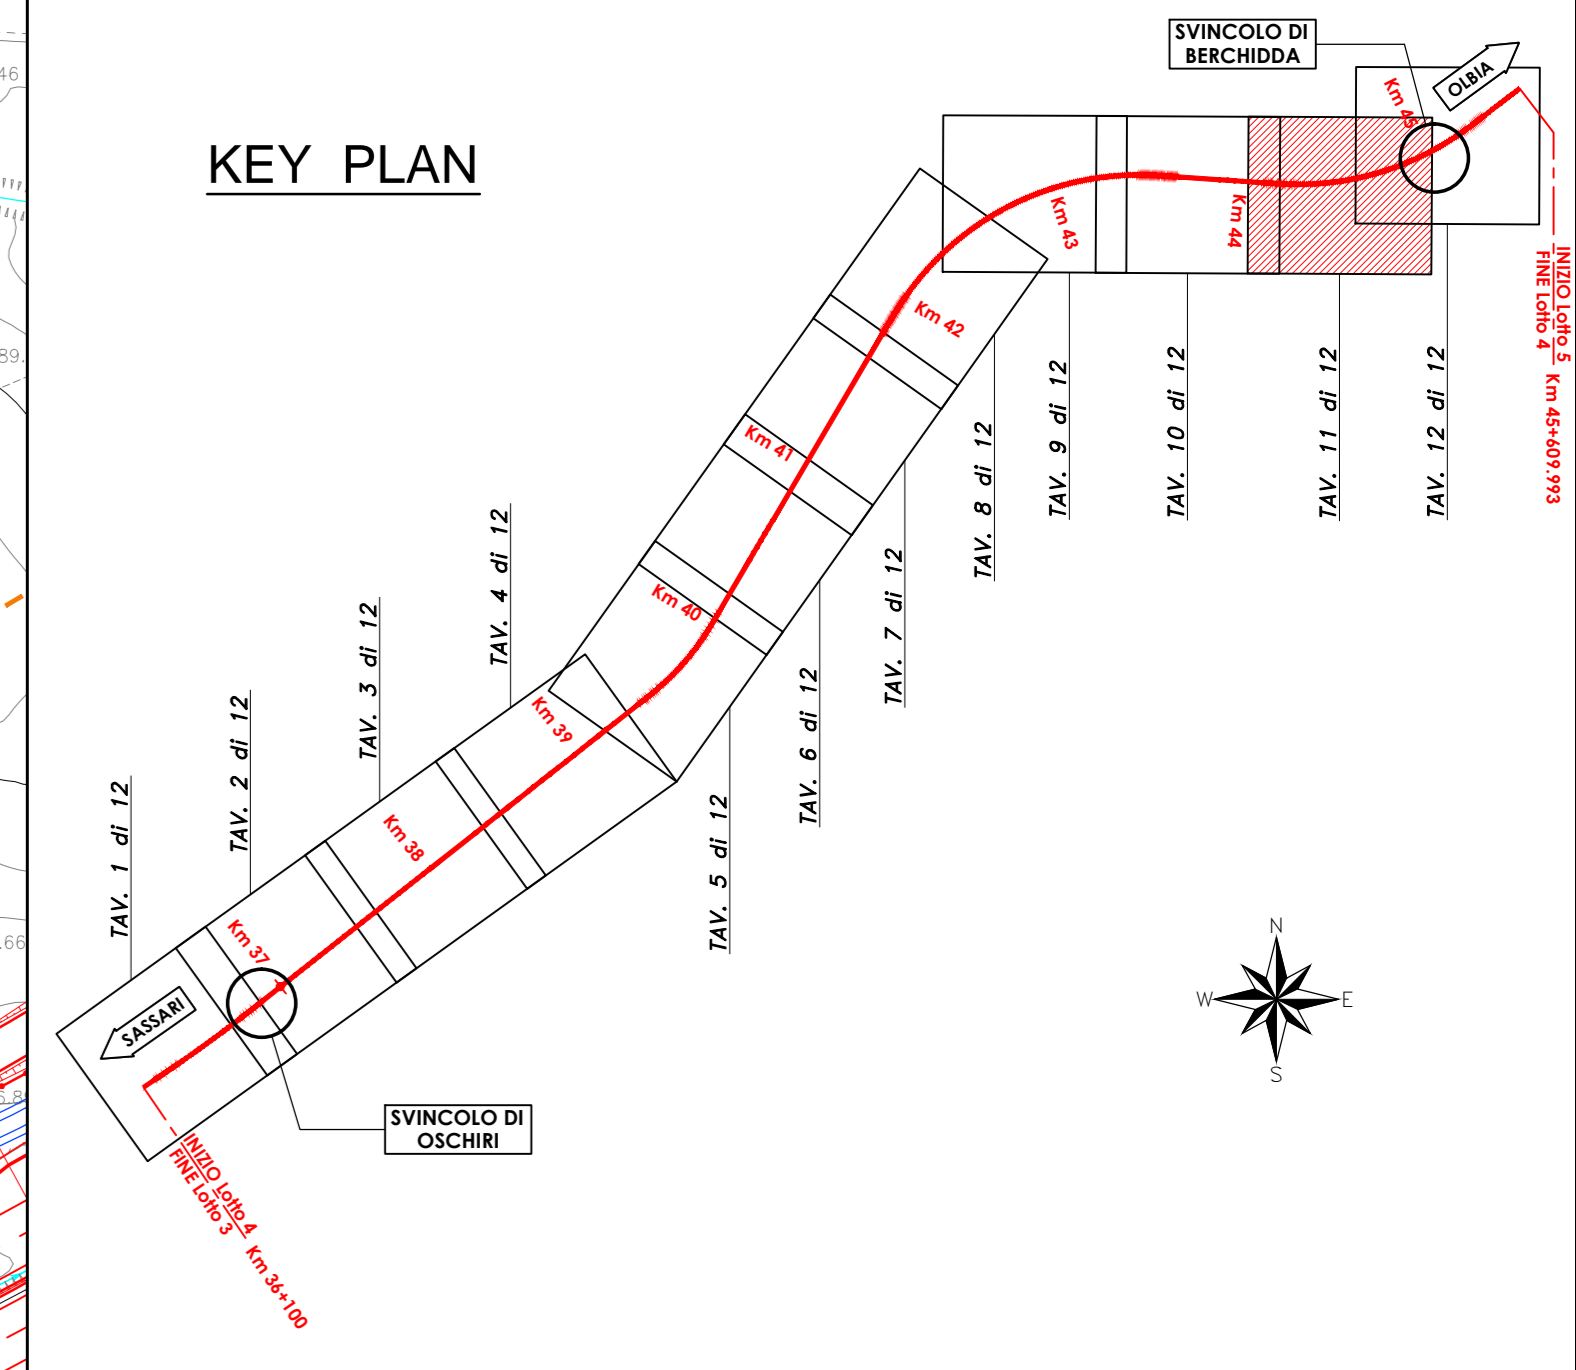 KEY PLAN
SVINCOLO DI
BERCHIDDA
OLBIA
Km 45
Km 44
Km 43
Km 42
Km 41
Km 40
Km 39
Km 38
Km 37
INIZIO Lotto 5
FINE Lotto 4
Km 45+609.993
TAV. 1 di 12
TAV. 2 di 12
TAV. 3 di 12
TAV. 4 di 12
TAV. 5 di 12
TAV. 6 di 12
TAV. 7 di 12
TAV. 8 di 12
TAV. 9 di 12
TAV. 10 di 12
TAV. 11 di 12
TAV. 12 di 12
SASSARI
SVINCOLO DI
OSCHIRI
INIZIO Lotto 4
FINE Lotto 3
Km 36+100
N
W
E
S
46
89.
.66